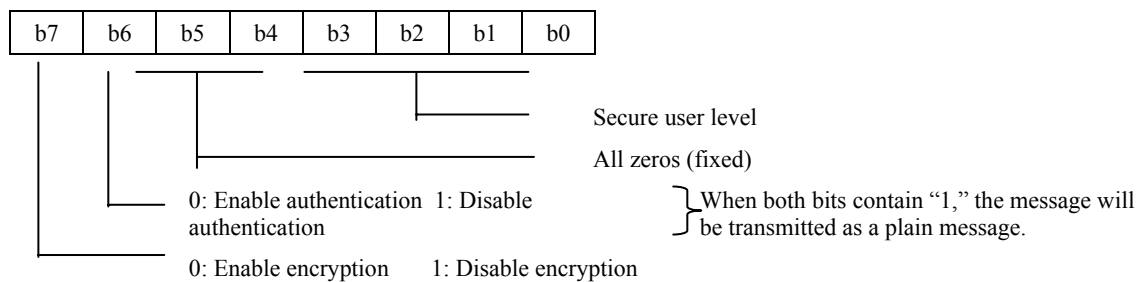 b7 b6 b5 b4 b3 b2 b1 b0
Secure user level
All zeros (fixed)
0: Enable authentication 1: Disable
authentication
When both bits contain “1,” the message will
be transmitted as a plain message.
0: Enable encryption 1: Disable encryption